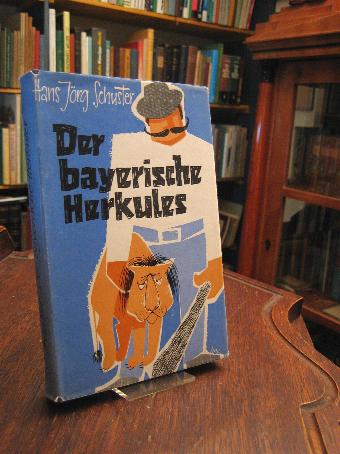 Hans Jörg Schuster
Der
bayerische
Herkules